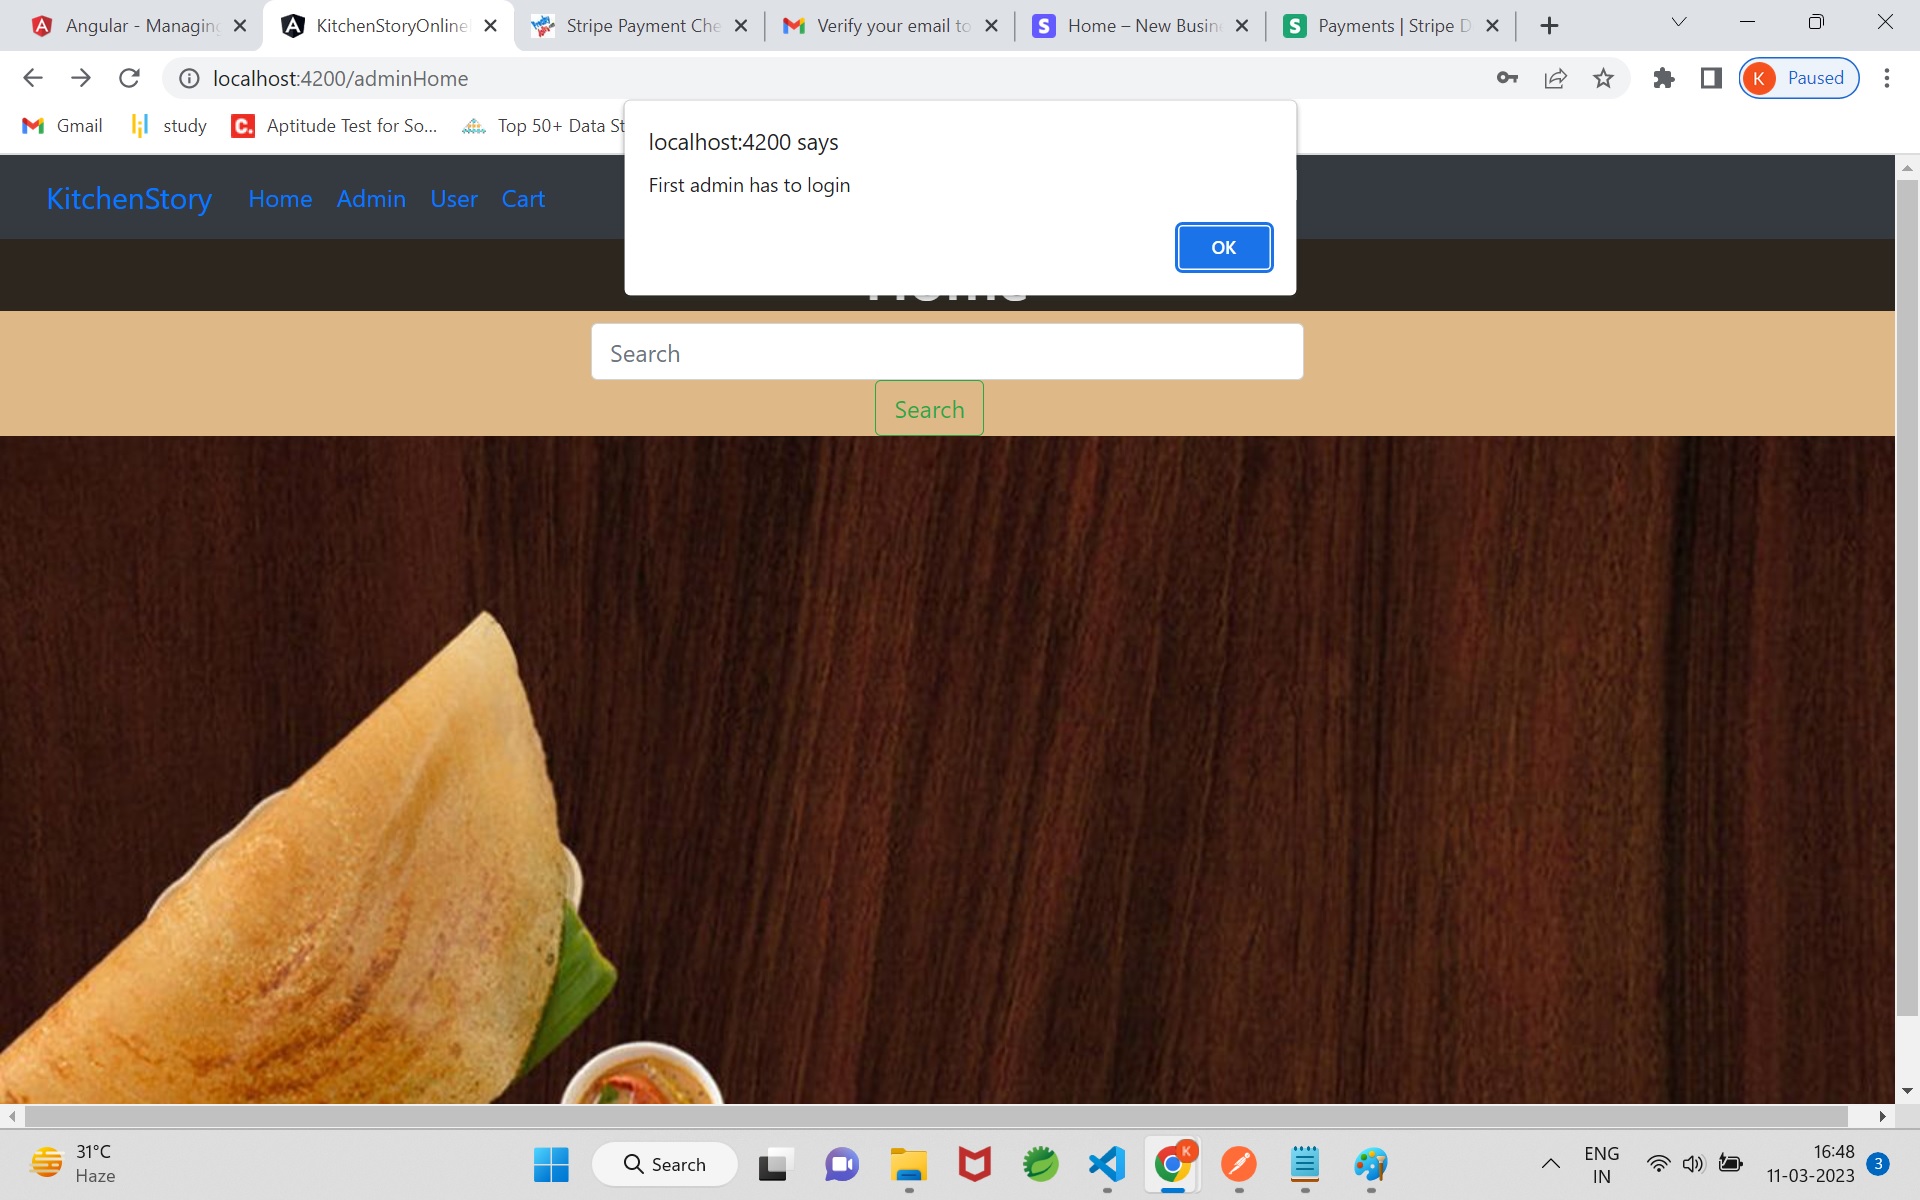 Angular - Managing
KitchenStoryOnline
Stripe Payment Che
Verify your email to
Home – New Busin
Payments | Stripe D
localhost:4200/adminHome
K
Paused
Gmail
study
C.
Aptitude Test for So...
Top 50+ Data St
localhost:4200 says
First admin has to login
OK
KitchenStory
Home
Admin
User
Cart
Home
Search
Search
31°C
Haze
Search
K
ENG
IN
16:48
11-03-2023
3